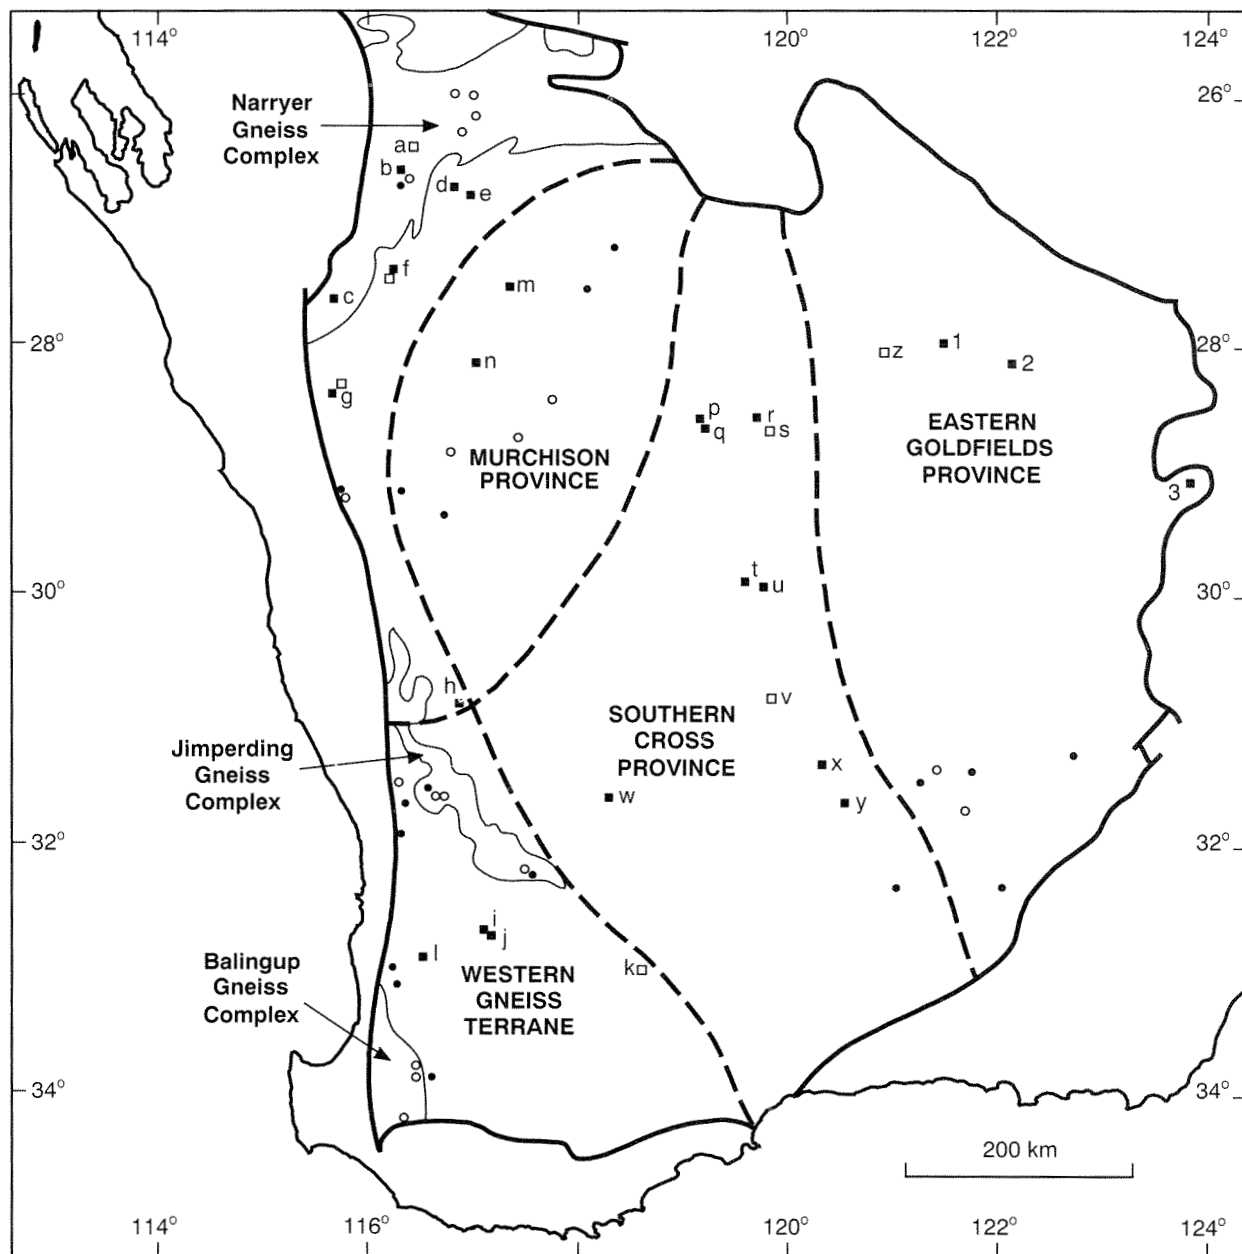 114°
120°
122°
124°
26°
26°
Narryer
Gneiss
Complex
a
b
d
e
f
c
m
28°
28°
z
1
2
n
g
p
q
r
s
EASTERN
GOLDFIELDS
PROVINCE
MURCHISON
PROVINCE
3
t
u
30°
30°
h
v
SOUTHERN
CROSS
PROVINCE
Jimperding
Gneiss
Complex
x
w
y
32°
32°
i
j
l
k
Balingup
Gneiss
Complex
WESTERN
GNEISS
TERRANE
34°
34°
200 km
114°
116°
120°
122°
124°